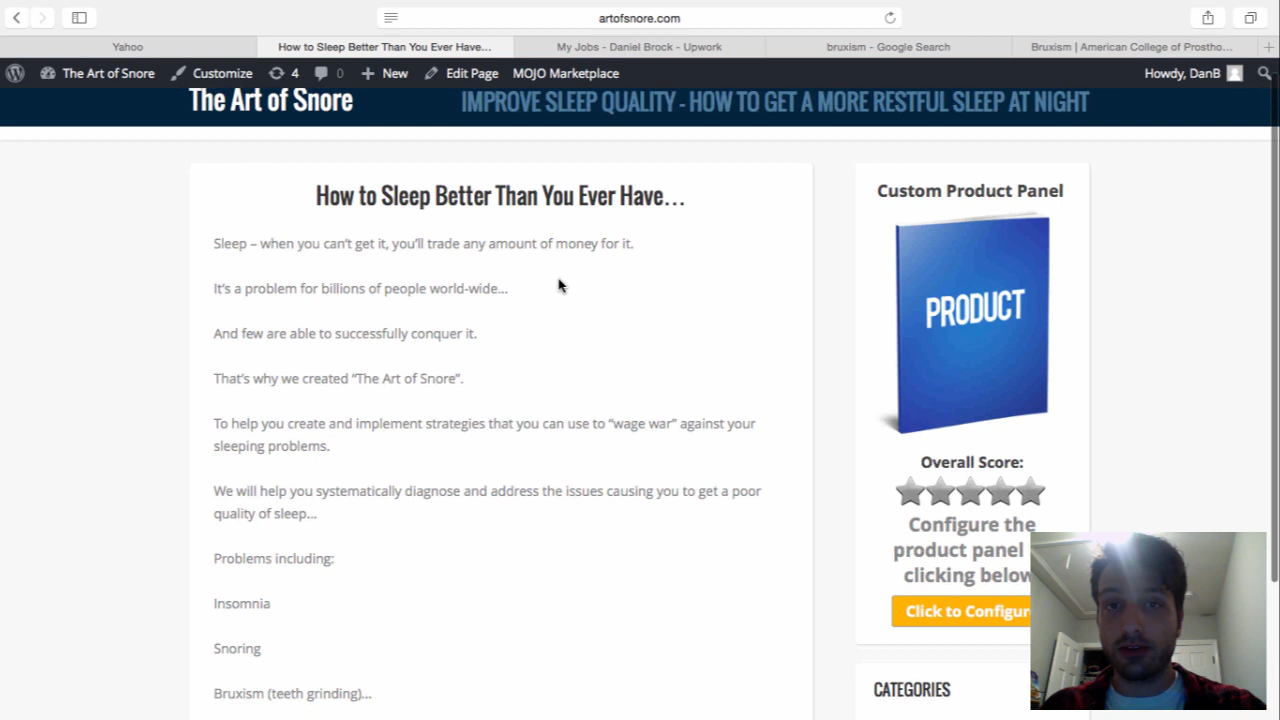 artofsnore.com
Yahoo
How to Sleep Better Than You Ever Have...
My Jobs - Daniel Brock - Upwork
bruxism - Google Search
Bruxism | American College of Prostho...
The Art of Snore
Customize
4
0
New
Edit Page
MOJO Marketplace
Howdy, DanB
The Art of Snore
IMPROVE SLEEP QUALITY - HOW TO GET A MORE RESTFUL SLEEP AT NIGHT
How to Sleep Better Than You Ever Have…
Sleep – when you can't get it, you'll trade any amount of money for it.
It's a problem for billions of people world-wide…
And few are able to successfully conquer it.
That's why we created “The Art of Snore”.
To help you create and implement strategies that you can use to “wage war” against your
sleeping problems.
We will help you systematically diagnose and address the issues causing you to get a poor
quality of sleep…
Problems including:
Insomnia
Snoring
Bruxism (teeth grinding)…
Custom Product Panel
PRODUCT
Overall Score:
Configure the
product panel
clicking below
Click to Configur
CATEGORIES